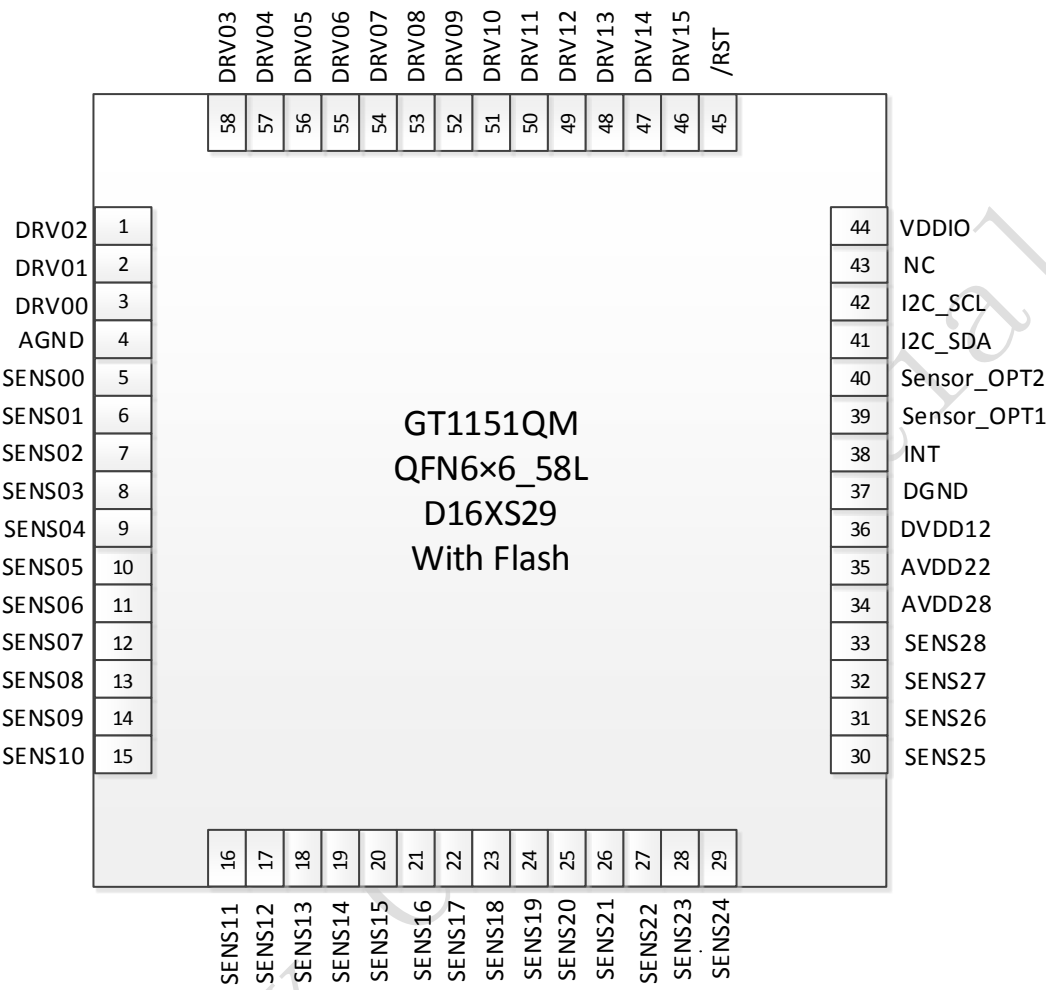 DRV03 DRV04 DRV05 DRV06 DRV07 DRV08 DRV09 DRV10 DRV11 DRV12 DRV13 DRV14 DRV15 /RST
58 57 56 55 54 53 52 51 50 49 48 47 46 45
DRV02 1
DRV01 2
DRV00 3
AGND 4
SENS00 5
SENS01 6
SENS02 7
SENS03 8
SENS04 9
SENS05 10
SENS06 11
SENS07 12
SENS08 13
SENS09 14
SENS10 15
GT1151QM
QFN6×6_58L
D16XS29
With Flash
44 VDDIO
43 NC
42 I2C_SCL
41 I2C_SDA
40 Sensor_OPT2
39 Sensor_OPT1
38 INT
37 DGND
36 DVDD12
35 AVDD22
34 AVDD28
33 SENS28
32 SENS27
31 SENS26
30 SENS25
16 17 18 19 20 21 22 23 24 25 26 27 28 29
SENS11 SENS12 SENS13 SENS14 SENS15 SENS16 SENS17 SENS18 SENS19 SENS20 SENS21 SENS22 SENS23 SENS24